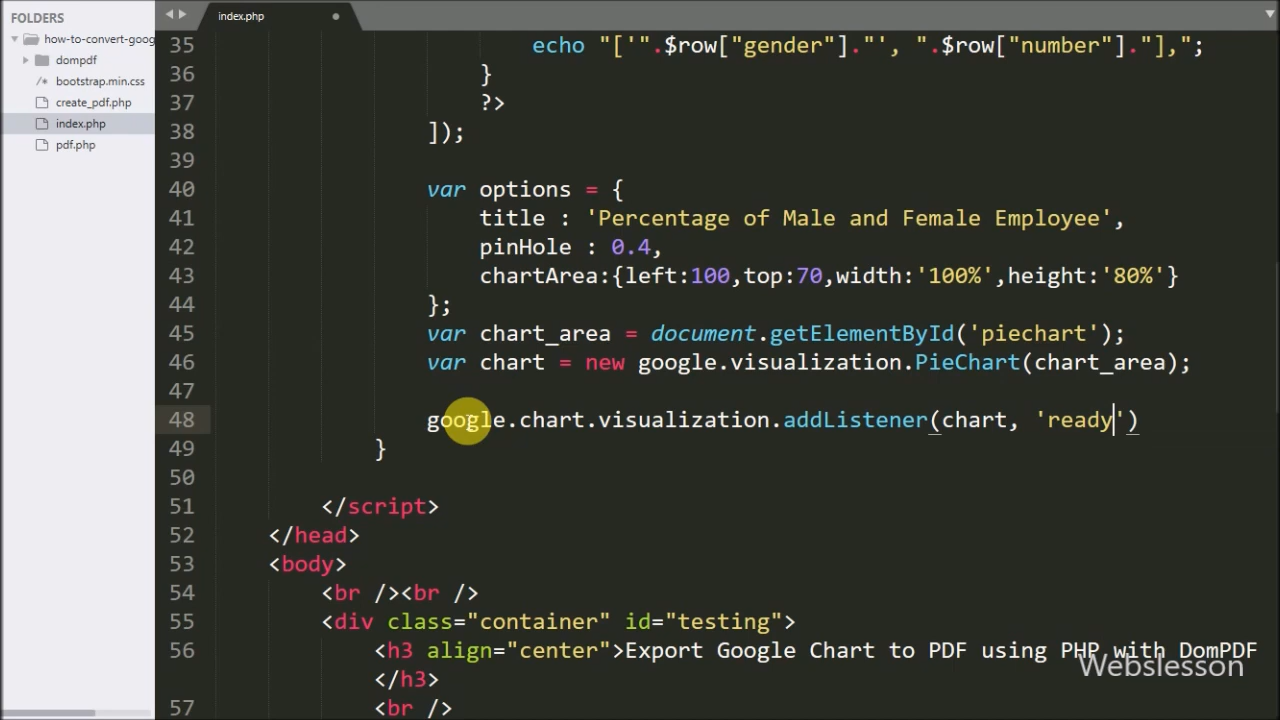 FOLDERS
how-to-convert-goog
dompdf
bootstrap.min.css
create_pdf.php
index.php
pdf.php
index.php
35 echo "['".$row["gender"]."', ".$row["number"]."],";
36 }
37 ?>
38 ]);
39
40 var options = {
41 title : 'Percentage of Male and Female Employee',
42 pinHole : 0.4,
43 chartArea:{left:100,top:70,width:'100%',height:'80%'}
44 };
45 var chart_area = document.getElementById('piechart');
46 var chart = new google.visualization.PieChart(chart_area);
47
48 google.chart.visualization.addListener(chart, 'ready')
49 }
50
51 </script>
52 </head>
53 <body>
54 <br /><br />
55 <div class="container" id="testing">
56 <h3 align="center">Export Google Chart to PDF using PHP with DomPDF
</h3>
57 <br />
Webslesson